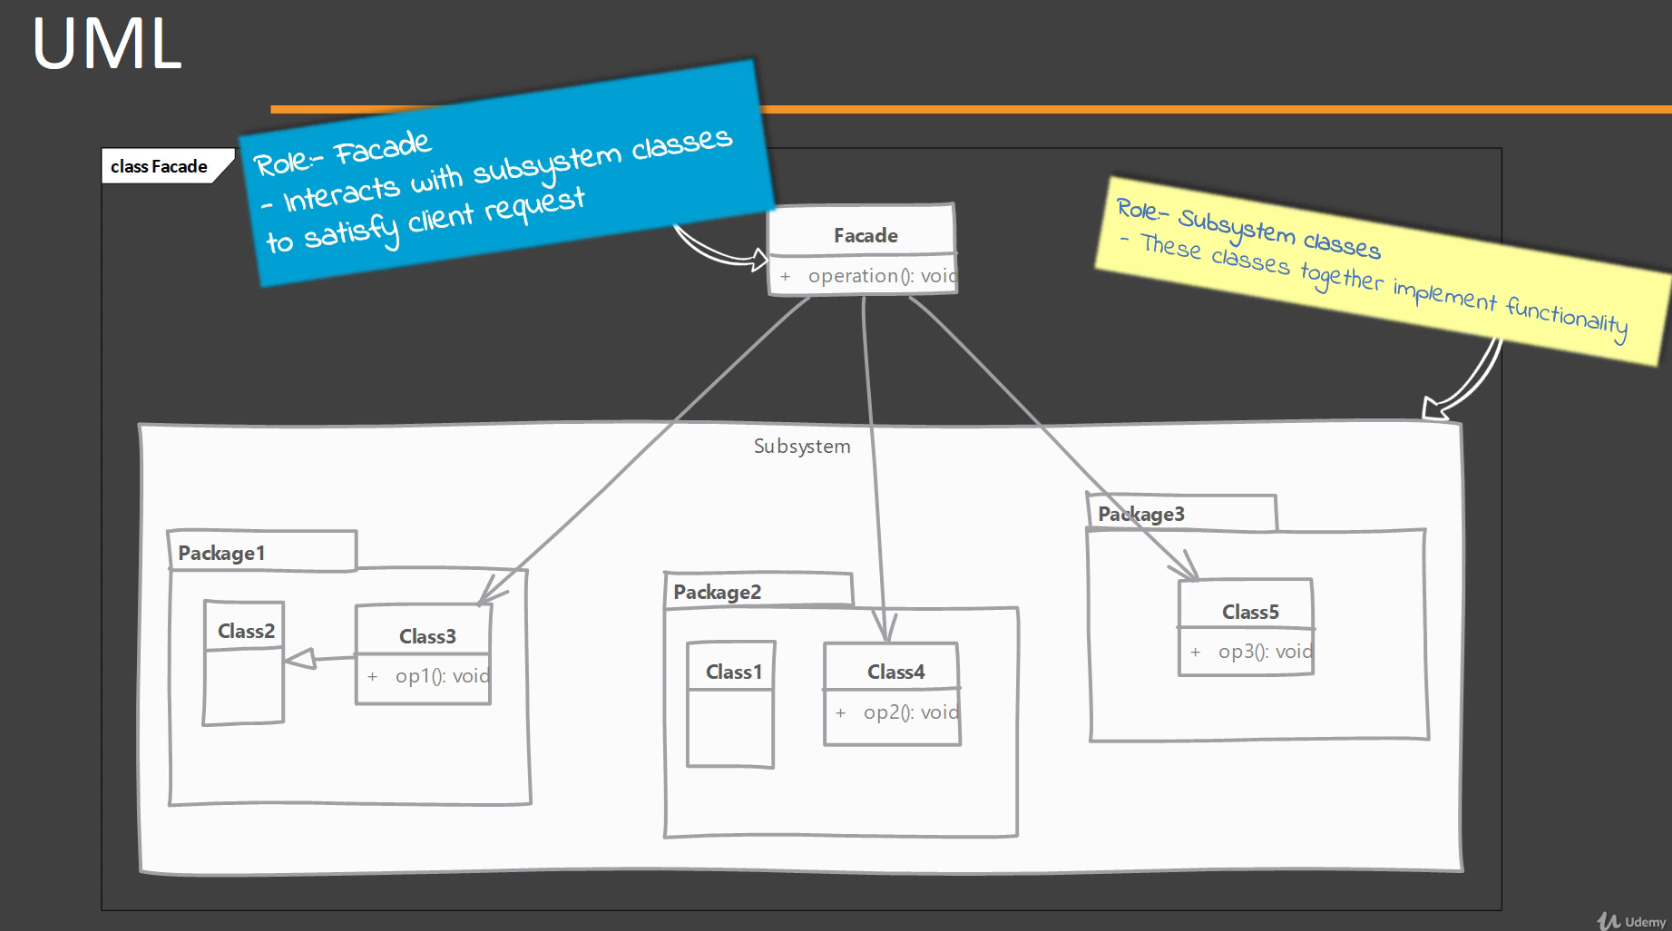 UML
class Facade
Role:- Facade
- Interacts with subsystem classes
to satisfy client request
Role:- Subsystem classes
- These classes together implement functionality
Facade
+ operation(): void
Subsystem
Package1
Class2
Class3
+ op1(): void
Package2
Class1
Class4
+ op2(): void
Package3
Class5
+ op3(): void
Udemy